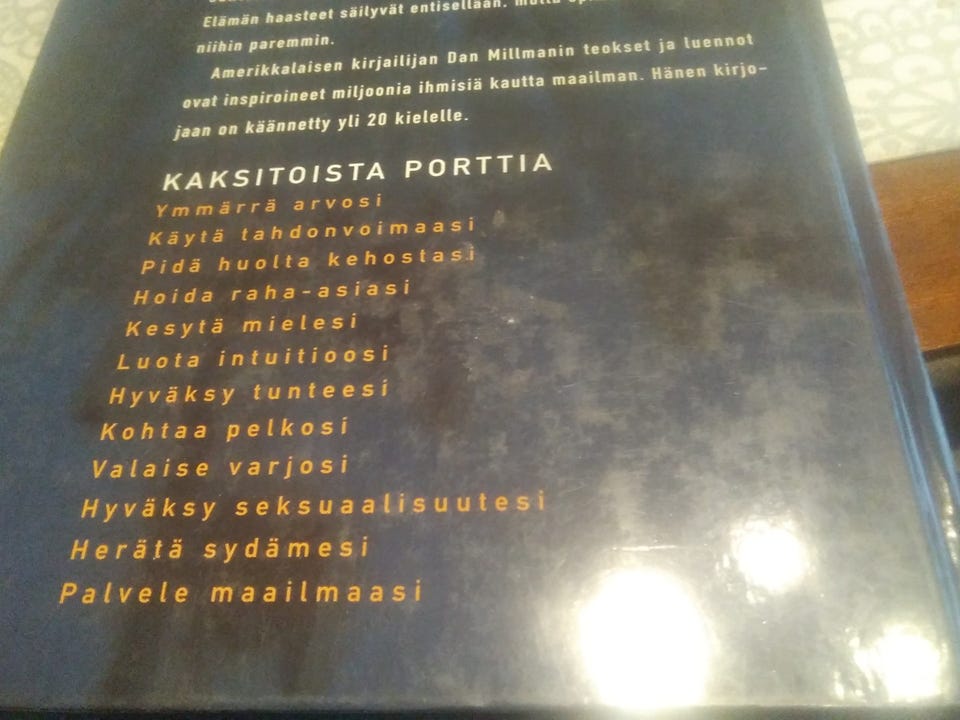 Elämän haasteet säilyvät entisellään, mutta
niihin paremmin.
Amerikkalaisen kirjailijan Dan Millmanin teokset ja luennot
ovat inspiroineet miljoonia ihmisiä kautta maailman. Hänen kirjo-
jaan on käännetty yli 20 kielelle.
KAKSITOISTA PORTTIA
Ymmärrä arvosi
Käytä tahdonvoimaasi
Pidä huolta kehostasi
Hoida raha-asiasi
Kesytä mielesi
Luota intuitioosi
Hyväksy tunteesi
Kohtaa pelkosi
Valaise varjosi
Hyväksy seksuaalisuutesi
Herätä sydämesi
Palvele maailmaasi